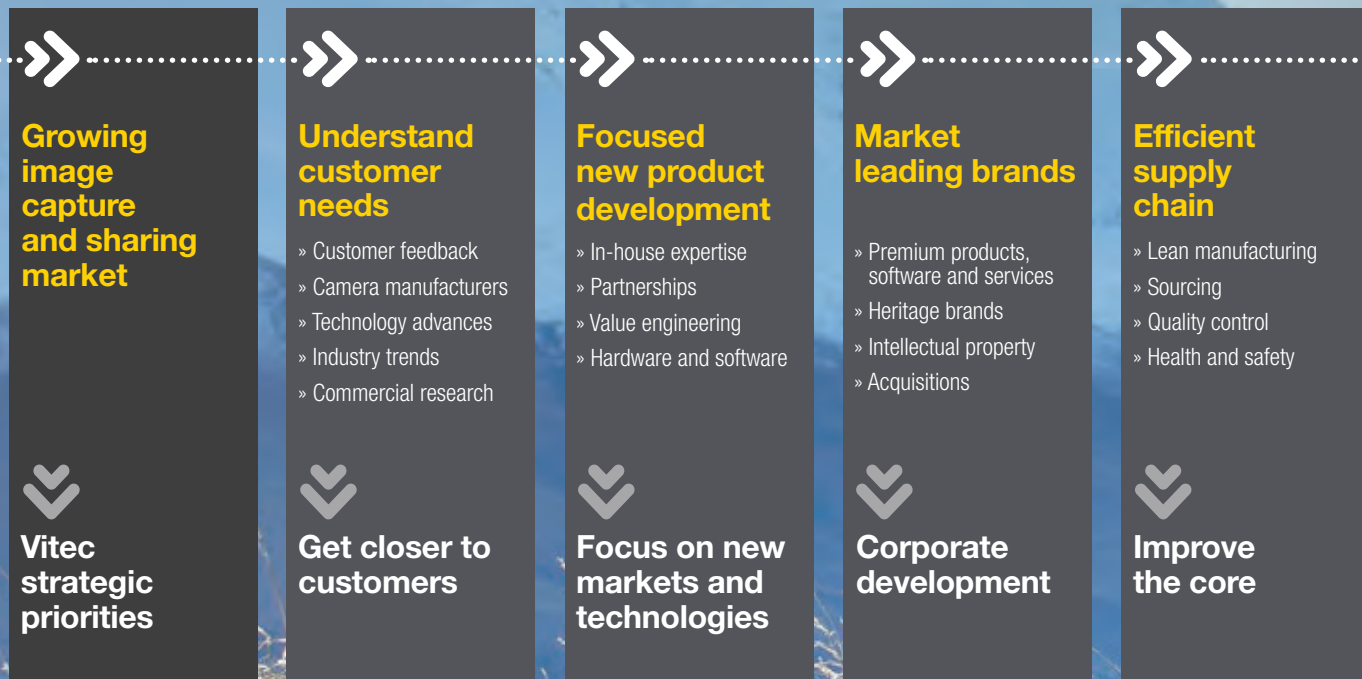 Growing
image
capture
and sharing
market
Vitec
strategic
priorities
Understand
customer
needs
» Customer feedback
» Camera manufacturers
» Technology advances
» Industry trends
» Commercial research
Get closer to
customers
Focused
new product
development
» In-house expertise
» Partnerships
» Value engineering
» Hardware and software
Focus on new
markets and
technologies
Market
leading brands
» Premium products,
software and services
» Heritage brands
» Intellectual property
» Acquisitions
Corporate
development
Efficient
supply
chain
» Lean manufacturing
» Sourcing
» Quality control
» Health and safety
Improve
the core